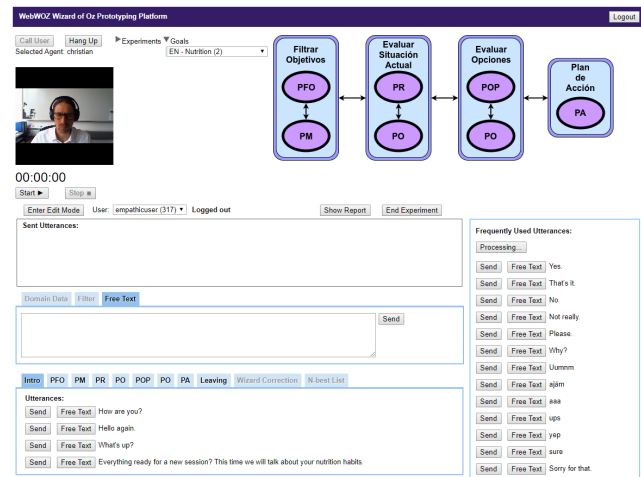 WebWOZ Wizard of Oz Prototyping Platform
Logout
Call User Hang Up ▶Experiments ▼Goals
Selected Agent: christian EN - Nutrition (2)
Filtrar
Objetivos
PFO
PM
Evaluar
Situación
Actual
PR
PO
Evaluar
Opciones
POP
PO
Plan
de
Acción
PA
00:00:00
Start ► Stop ■
Enter Edit Mode User: empathicuser (317) Logged out Show Report End Experiment
Sent Utterances:
Domain Data Filter Free Text
Send
Intro PFO PM PR PO POP PO PA Leaving Wizard Correction N-best List
Utterances:
Send Free Text How are you?
Send Free Text Hello again.
Send Free Text What's up?
Send Free Text Everything ready for a new session? This time we will talk about your nutrition habits.
Frequently Used Utterances:
Processing...
Send Free Text Yes.
Send Free Text That's it.
Send Free Text No.
Send Free Text Not really.
Send Free Text Please.
Send Free Text Why?
Send Free Text Uumnm
Send Free Text ajám
Send Free Text aaa
Send Free Text ups
Send Free Text yep
Send Free Text sure
Send Free Text Sorry for that.